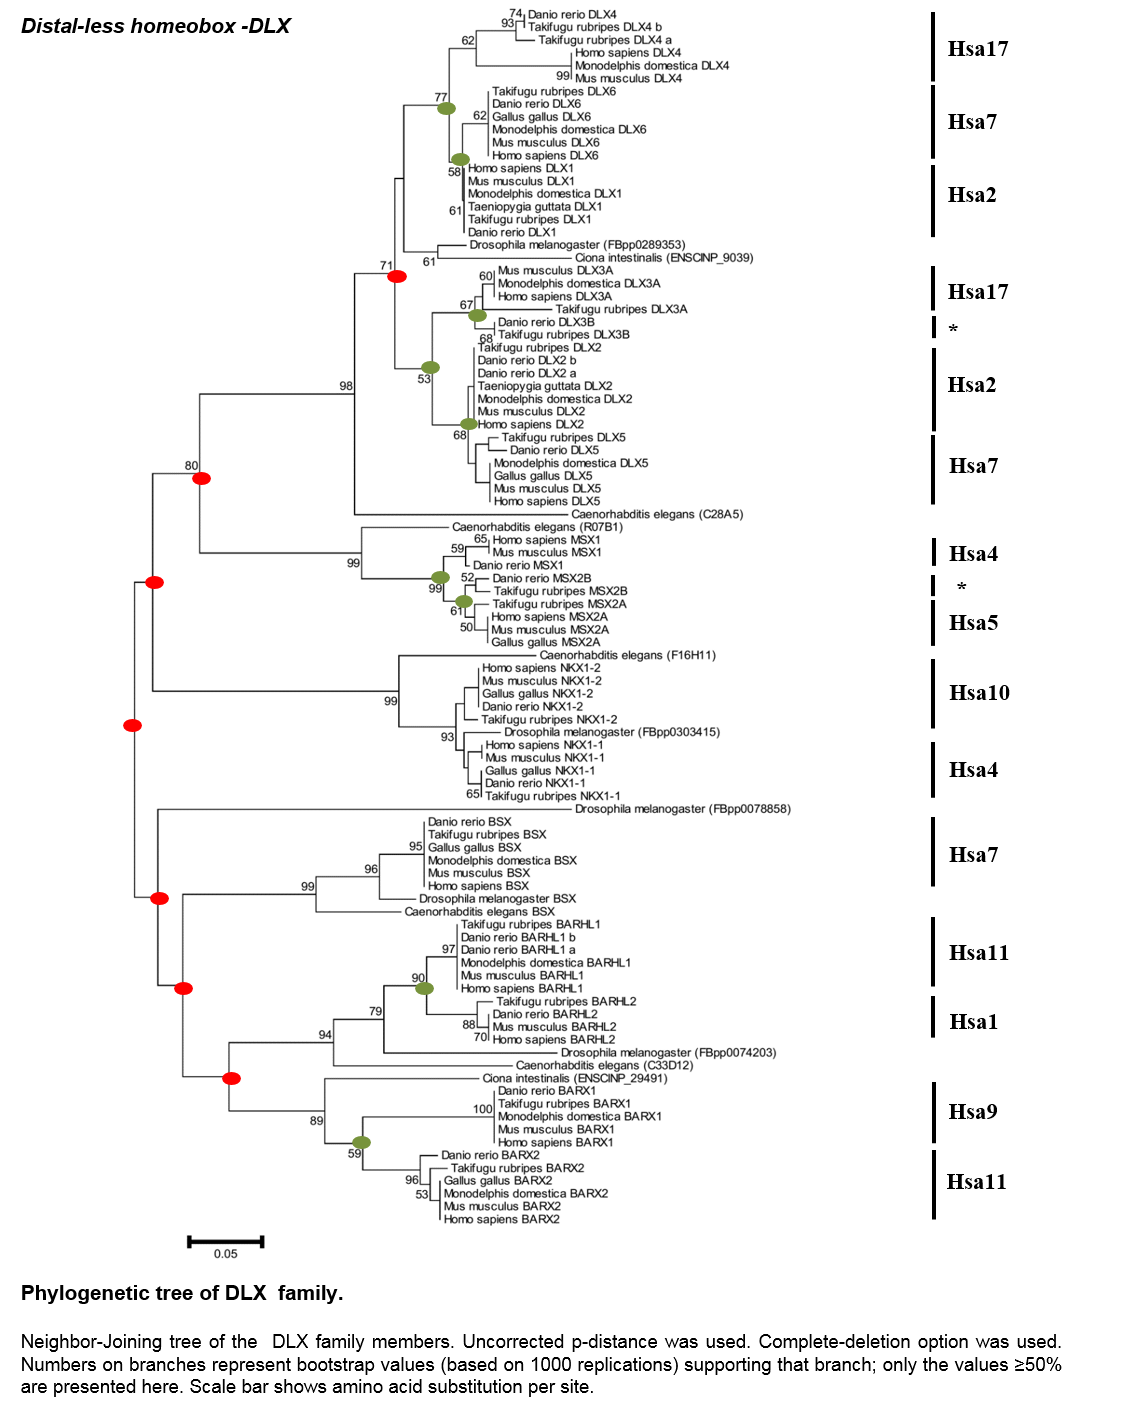 Distal-less homeobox -DLX
74
Danio rerio DLX4
93
Takifugu rubripes DLX4 b
62
Takifugu rubripes DLX4 a
Homo sapiens DLX4
Monodelphis domestica DLX4
99
Mus musculus DLX4
Hsa17
77
Takifugu rubripes DLX6
Danio rerio DLX6
62
Gallus gallus DLX6
Monodelphis domestica DLX6
Mus musculus DLX6
Homo sapiens DLX6
Hsa7
58
Homo sapiens DLX1
Mus musculus DLX1
Monodelphis domestica DLX1
61
Taeniopygia guttata DLX1
Takifugu rubripes DLX1
Danio rerio DLX1
Hsa2
Drosophila melanogaster (FBpp0289353)
61
Ciona intestinalis (ENSCINP_9039)
71
Mus musculus DLX3A
60
Monodelphis domestica DLX3A
Homo sapiens DLX3A
67
Takifugu rubripes DLX3A
Hsa17
Danio rerio DLX3B
68
Takifugu rubripes DLX3B
*
Takifugu rubripes DLX2
Danio rerio DLX2 b
53
Danio rerio DLX2 a
98
Taeniopygia guttata DLX2
Monodelphis domestica DLX2
Mus musculus DLX2
Homo sapiens DLX2
Hsa2
68
Takifugu rubripes DLX5
Danio rerio DLX5
Monodelphis domestica DLX5
Gallus gallus DLX5
Mus musculus DLX5
Homo sapiens DLX5
Hsa7
80
Caenorhabditis elegans (C28A5)
Caenorhabditis elegans (R07B1)
65
Homo sapiens MSX1
59
Mus musculus MSX1
99
Danio rerio MSX1
Hsa4
52
Danio rerio MSX2B
99
Takifugu rubripes MSX2B
*
61
Takifugu rubripes MSX2A
Homo sapiens MSX2A
50
Mus musculus MSX2A
Gallus gallus MSX2A
Hsa5
Caenorhabditis elegans (F16H11)
99
Homo sapiens NKX1-2
Mus musculus NKX1-2
Gallus gallus NKX1-2
Danio rerio NKX1-2
Takifugu rubripes NKX1-2
Hsa10
93
Drosophila melanogaster (FBpp0303415)
Homo sapiens NKX1-1
Mus musculus NKX1-1
Gallus gallus NKX1-1
Danio rerio NKX1-1
65
Takifugu rubripes NKX1-1
Hsa4
Drosophila melanogaster (FBpp0078858)
Danio rerio BSX
Takifugu rubripes BSX
95
Gallus gallus BSX
Monodelphis domestica BSX
96
Mus musculus BSX
99
Homo sapiens BSX
Hsa7
Drosophila melanogaster BSX
Caenorhabditis elegans BSX
Takifugu rubripes BARHL1
Danio rerio BARHL1 b
97
Danio rerio BARHL1 a
Monodelphis domestica BARHL1
90
Mus musculus BARHL1
Homo sapiens BARHL1
Hsa11
79
Takifugu rubripes BARHL2
Danio rerio BARHL2
88
Mus musculus BARHL2
94
70
Homo sapiens BARHL2
Hsa1
Drosophila melanogaster (FBpp0074203)
Caenorhabditis elegans (C33D12)
Ciona intestinalis (ENSCINP_29491)
Danio rerio BARX1
Takifugu rubripes BARX1
100
Monodelphis domestica BARX1
89
Mus musculus BARX1
Homo sapiens BARX1
Hsa9
59
Danio rerio BARX2
Takifugu rubripes BARX2
96
Gallus gallus BARX2
53
Monodelphis domestica BARX2
Mus musculus BARX2
Homo sapiens BARX2
Hsa11
0.05
Phylogenetic tree of DLX family.
Neighbor-Joining tree of the DLX family members. Uncorrected p-distance was used. Complete-deletion option was used.
Numbers on branches represent bootstrap values (based on 1000 replications) supporting that branch; only the values ≥50%
are presented here. Scale bar shows amino acid substitution per site.